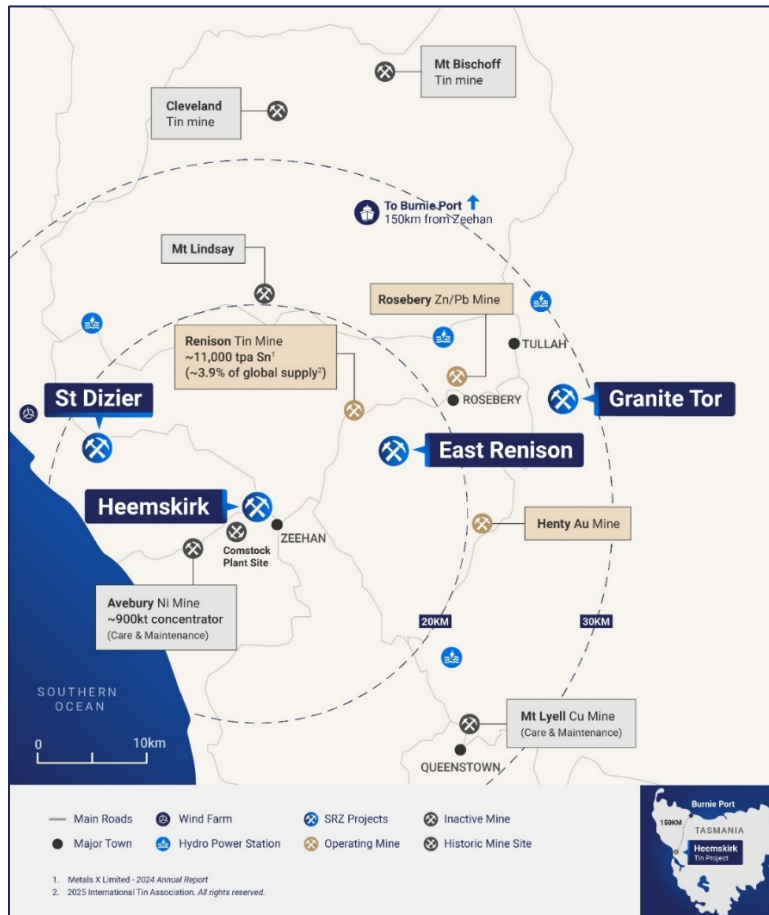 Mt Bischoff
Tin mine
Cleveland
Tin mine
To Burnie Port
150km from Zeehan
Mt Lindsay
Rosebery Zn/Pb Mine
Renison Tin Mine
~11,000 tpa Sn¹
(~3.9% of global supply²)
TULLAH
St Dizier
ROSEBERY
Granite Tor
East Renison
Heemskirk
ZEEHAN
Henty Au Mine
Comstock
Plant Site
Avebury Ni Mine
~900kt concentrator
(Care & Maintenance)
20KM
30KM
SOUTHERN
OCEAN
0 10km
Mt Lyell Cu Mine
(Care & Maintenance)
QUEENSTOWN
Main Roads
Wind Farm
SRZ Projects
Inactive Mine
Major Town
Hydro Power Station
Operating Mine
Historic Mine Site
1. Metals X Limited - 2024 Annual Report
2. 2025 International Tin Association. All rights reserved.
Burnie Port
150KM
TASMANIA
Heemskirk
Tin Project